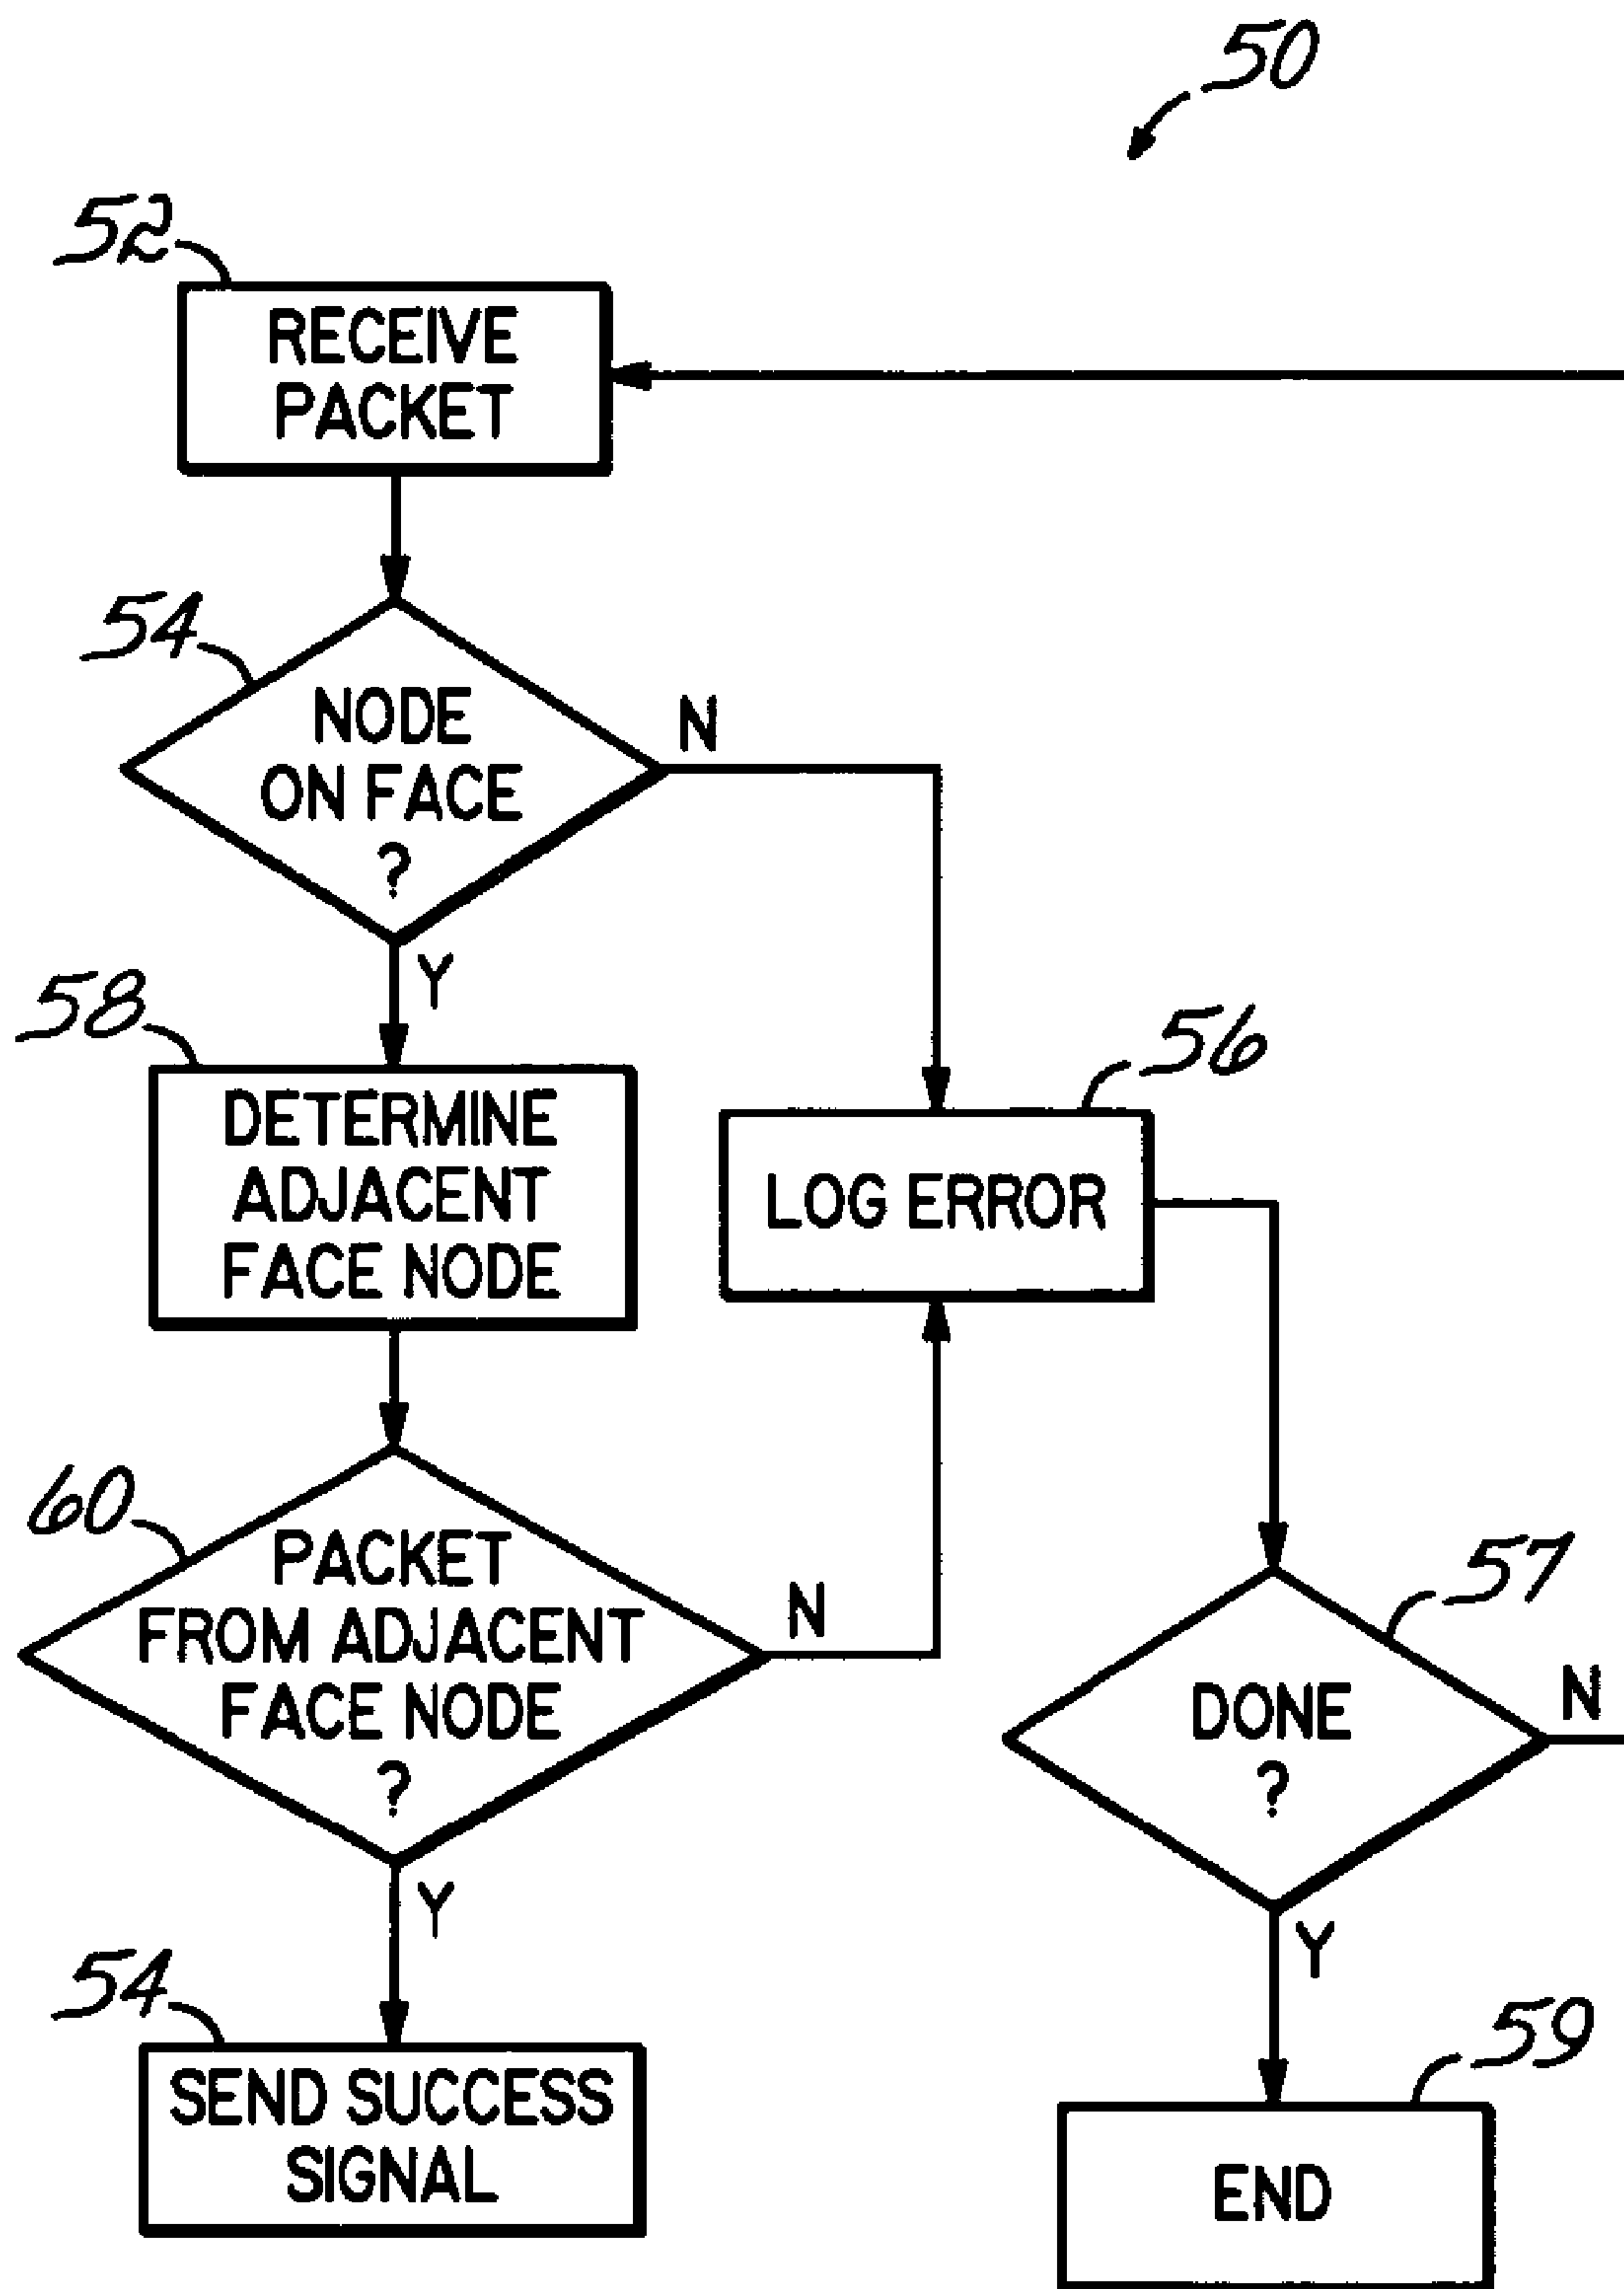 50
52
RECEIVE
PACKET
54
NODE
ON FACE
?
N
Y
58
DETERMINE
ADJACENT
FACE NODE
56
LOG ERROR
60
PACKET
FROM ADJACENT
FACE NODE
?
N
Y
57
DONE
?
N
Y
54
SEND SUCCESS
SIGNAL
59
END